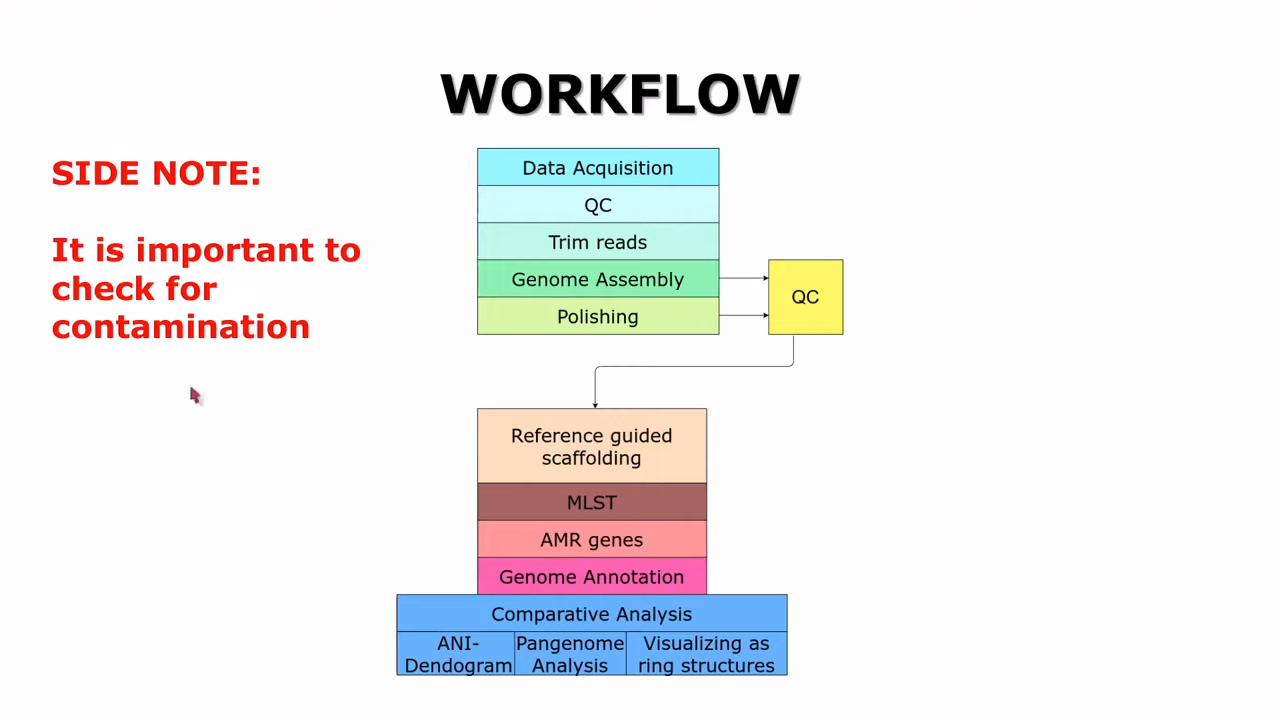 WORKFLOW
SIDE NOTE:
It is important to
check for
contamination
Data Acquisition
QC
Trim reads
Genome Assembly
Polishing
QC
Reference guided
scaffolding
MLST
AMR genes
Genome Annotation
Comparative Analysis
ANI-
Dendogram
Pangenome
Analysis
Visualizing as
ring structures